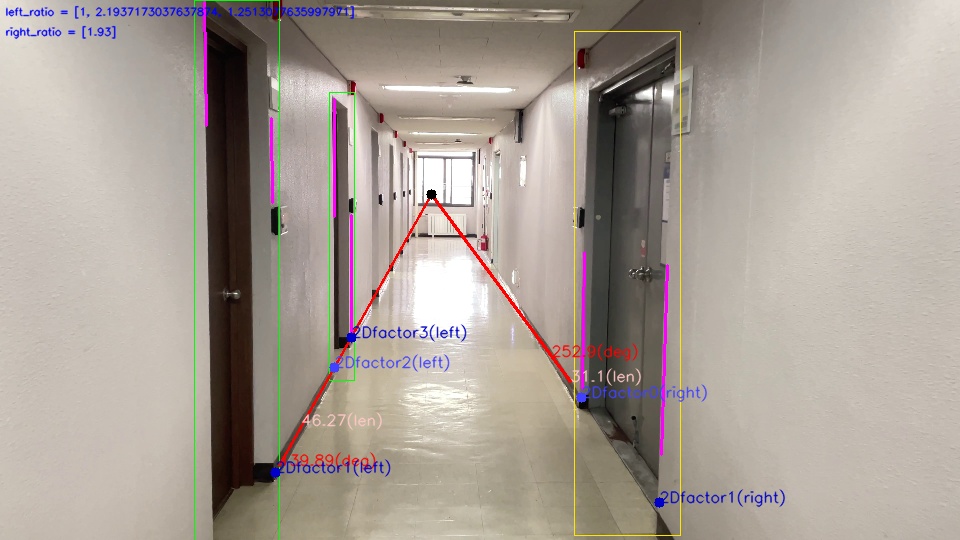 left_ratio = [1, 2.1937173037637874, 1.2513017635997971]
right_ratio = [1.93]
2Dfactor3(left)
252.9(deg)
2Dfactor2(left)
31.1(len)
2Dfactor0(right)
46.27(len)
39.89(deg)
2Dfactor1(left)
2Dfactor1(right)